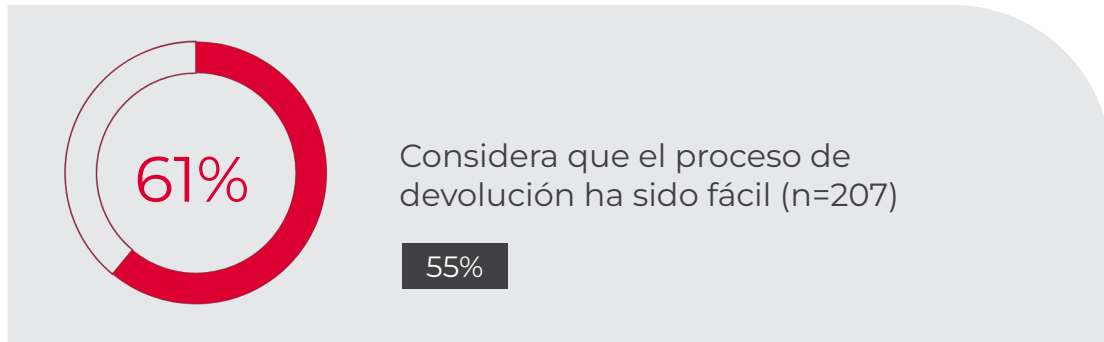 61%
Considera que el proceso de
devolución ha sido fácil (n=207)
55%